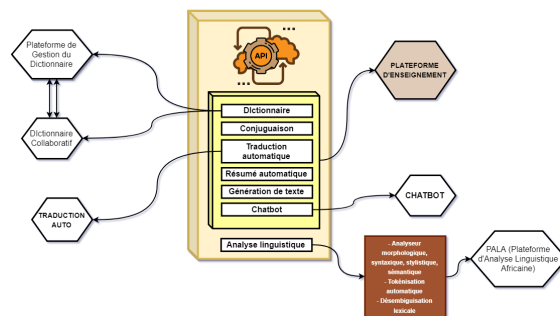 Plateforme de
Gestion du
Dictionnaire
DIctionnaire
Collaboratif
TRADUCTION
AUTO
...
API
...
DIctionnaire
Conjuguaison
Traduction
automatique
Résumé automatique
Génération de texte
Chatbot
Analyse linguistique
PLATEFORME
D'ENSEIGNEMENT
CHATBOT
- Analyseur
morphologique,
syntaxique, stylistique,
sémantique
- Tokénisation
automatique
- Désembiguisation
lexicale
PALA (Plateforme
d'Analyse Linguistique
Africaine)